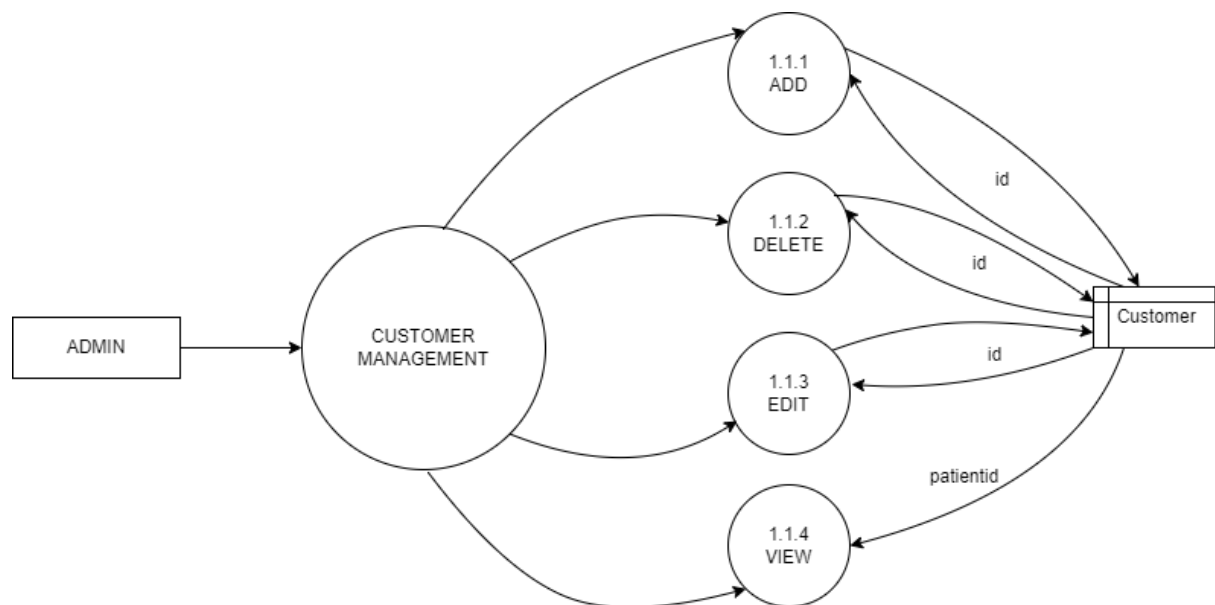 1.1.1
ADD
id
1.1.2
DELETE
id
Customer
ADMIN
CUSTOMER
MANAGEMENT
id
1.1.3
EDIT
patientid
1.1.4
VIEW